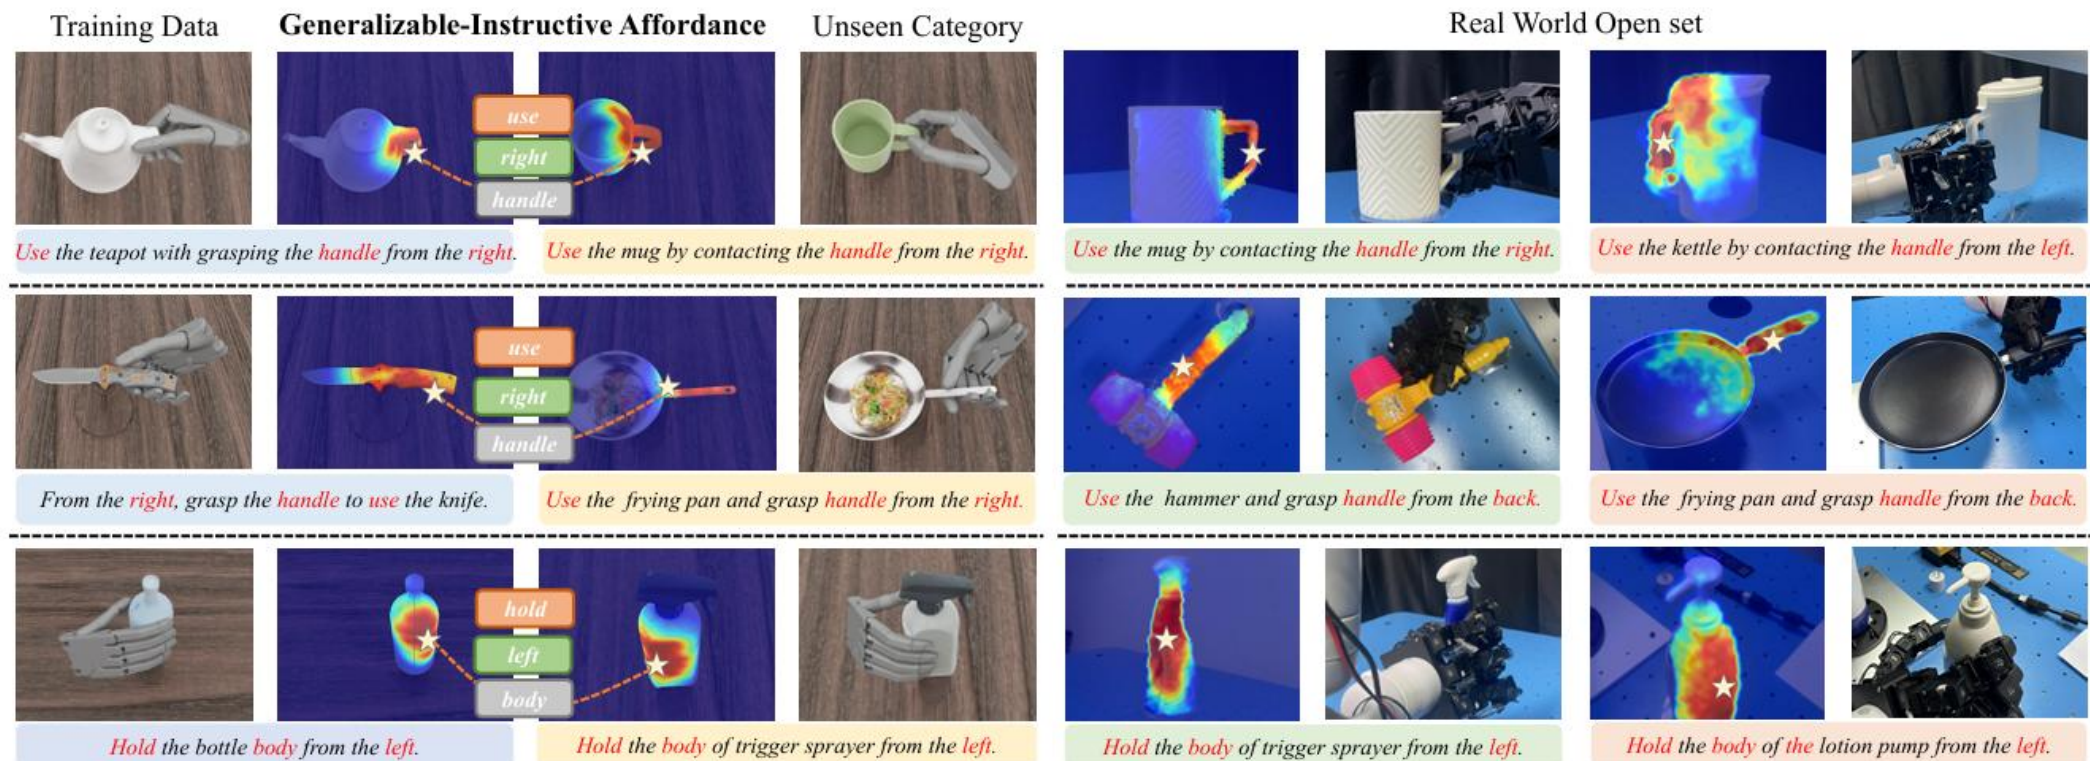 Training Data
Generalizable-Instructive Affordance
Unseen Category
Real World Open set
use
right
handle
Use the teapot with grasping the handle from the right.
Use the mug by contacting the handle from the right.
Use the mug by contacting the handle from the right.
Use the kettle by contacting the handle from the left.
use
right
handle
From the right, grasp the handle to use the knife.
Use the frying pan and grasp handle from the right.
Use the hammer and grasp handle from the back.
Use the frying pan and grasp handle from the back.
hold
left
body
Hold the bottle body from the left.
Hold the body of trigger sprayer from the left.
Hold the body of trigger sprayer from the left.
Hold the body of the lotion pump from the left.